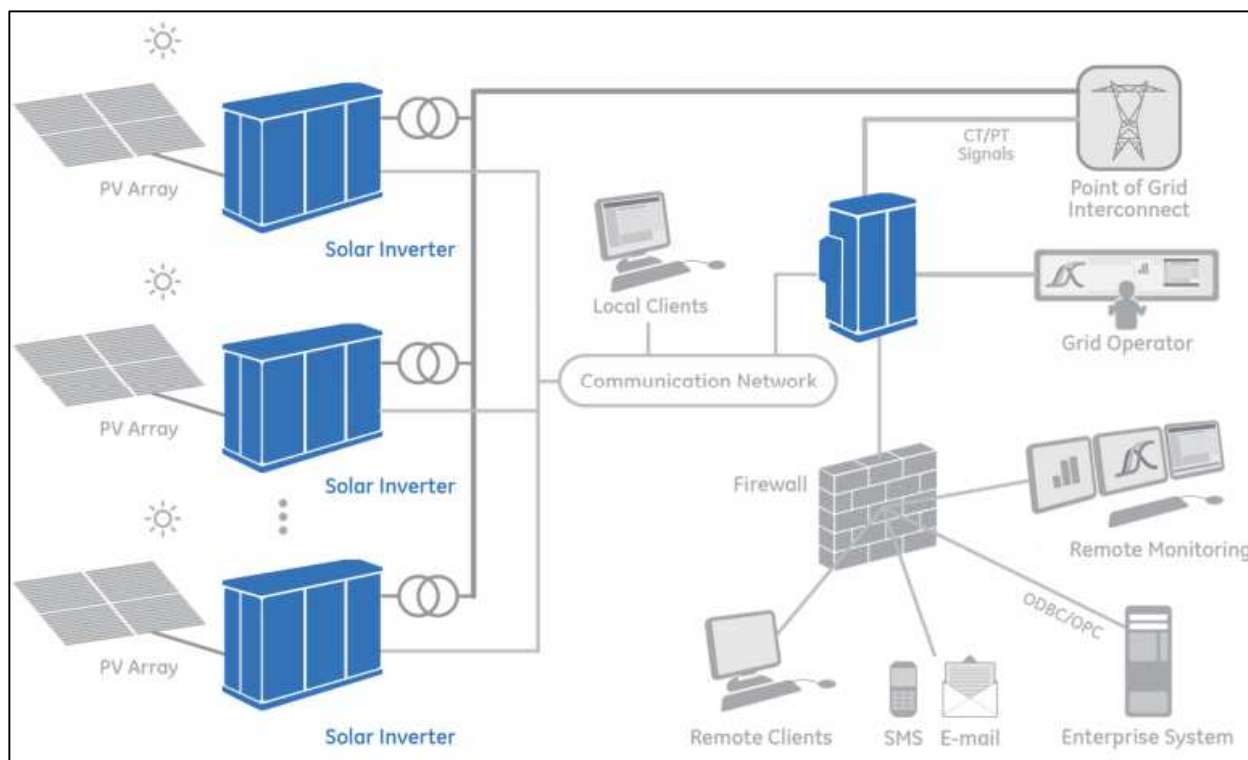 PV Array
Solar Inverter
CT/PT
Signals
Point of Grid
Interconnect
Local Clients
Grid Operator
PV Array
Solar Inverter
Communication Network
Firewall
Remote Monitoring
PV Array
Solar Inverter
ODBC/OPC
Remote Clients
SMS
E-mail
Enterprise System